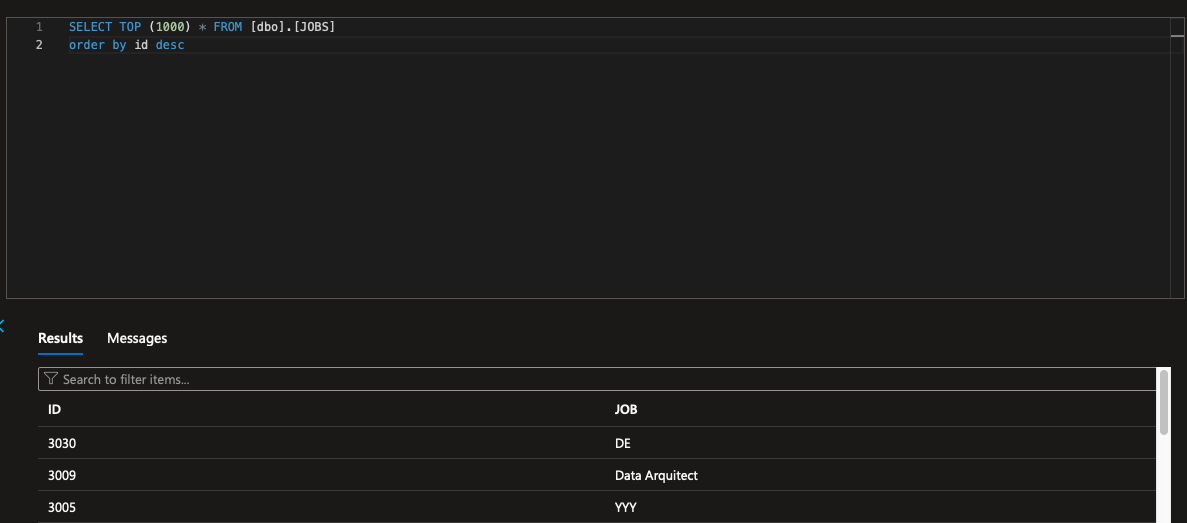 1 SELECT TOP (1000) * FROM [dbo].[JOBS]
2 order by id desc
Results Messages
Search to filter items...
ID JOB
3030 DE
3009 Data Arquitect
3005 YYY